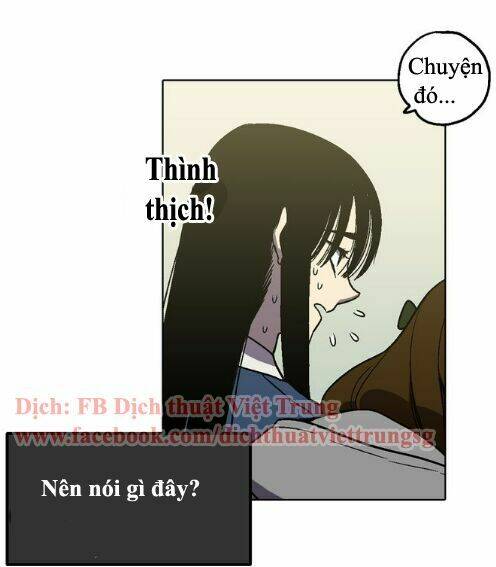 Chuyện
đó...
Thình
thịch!
Dịch: FB Dịch thuật Việt Trung
www.facebook.com/dichthuatviettrungsg
Nên nói gì đây?